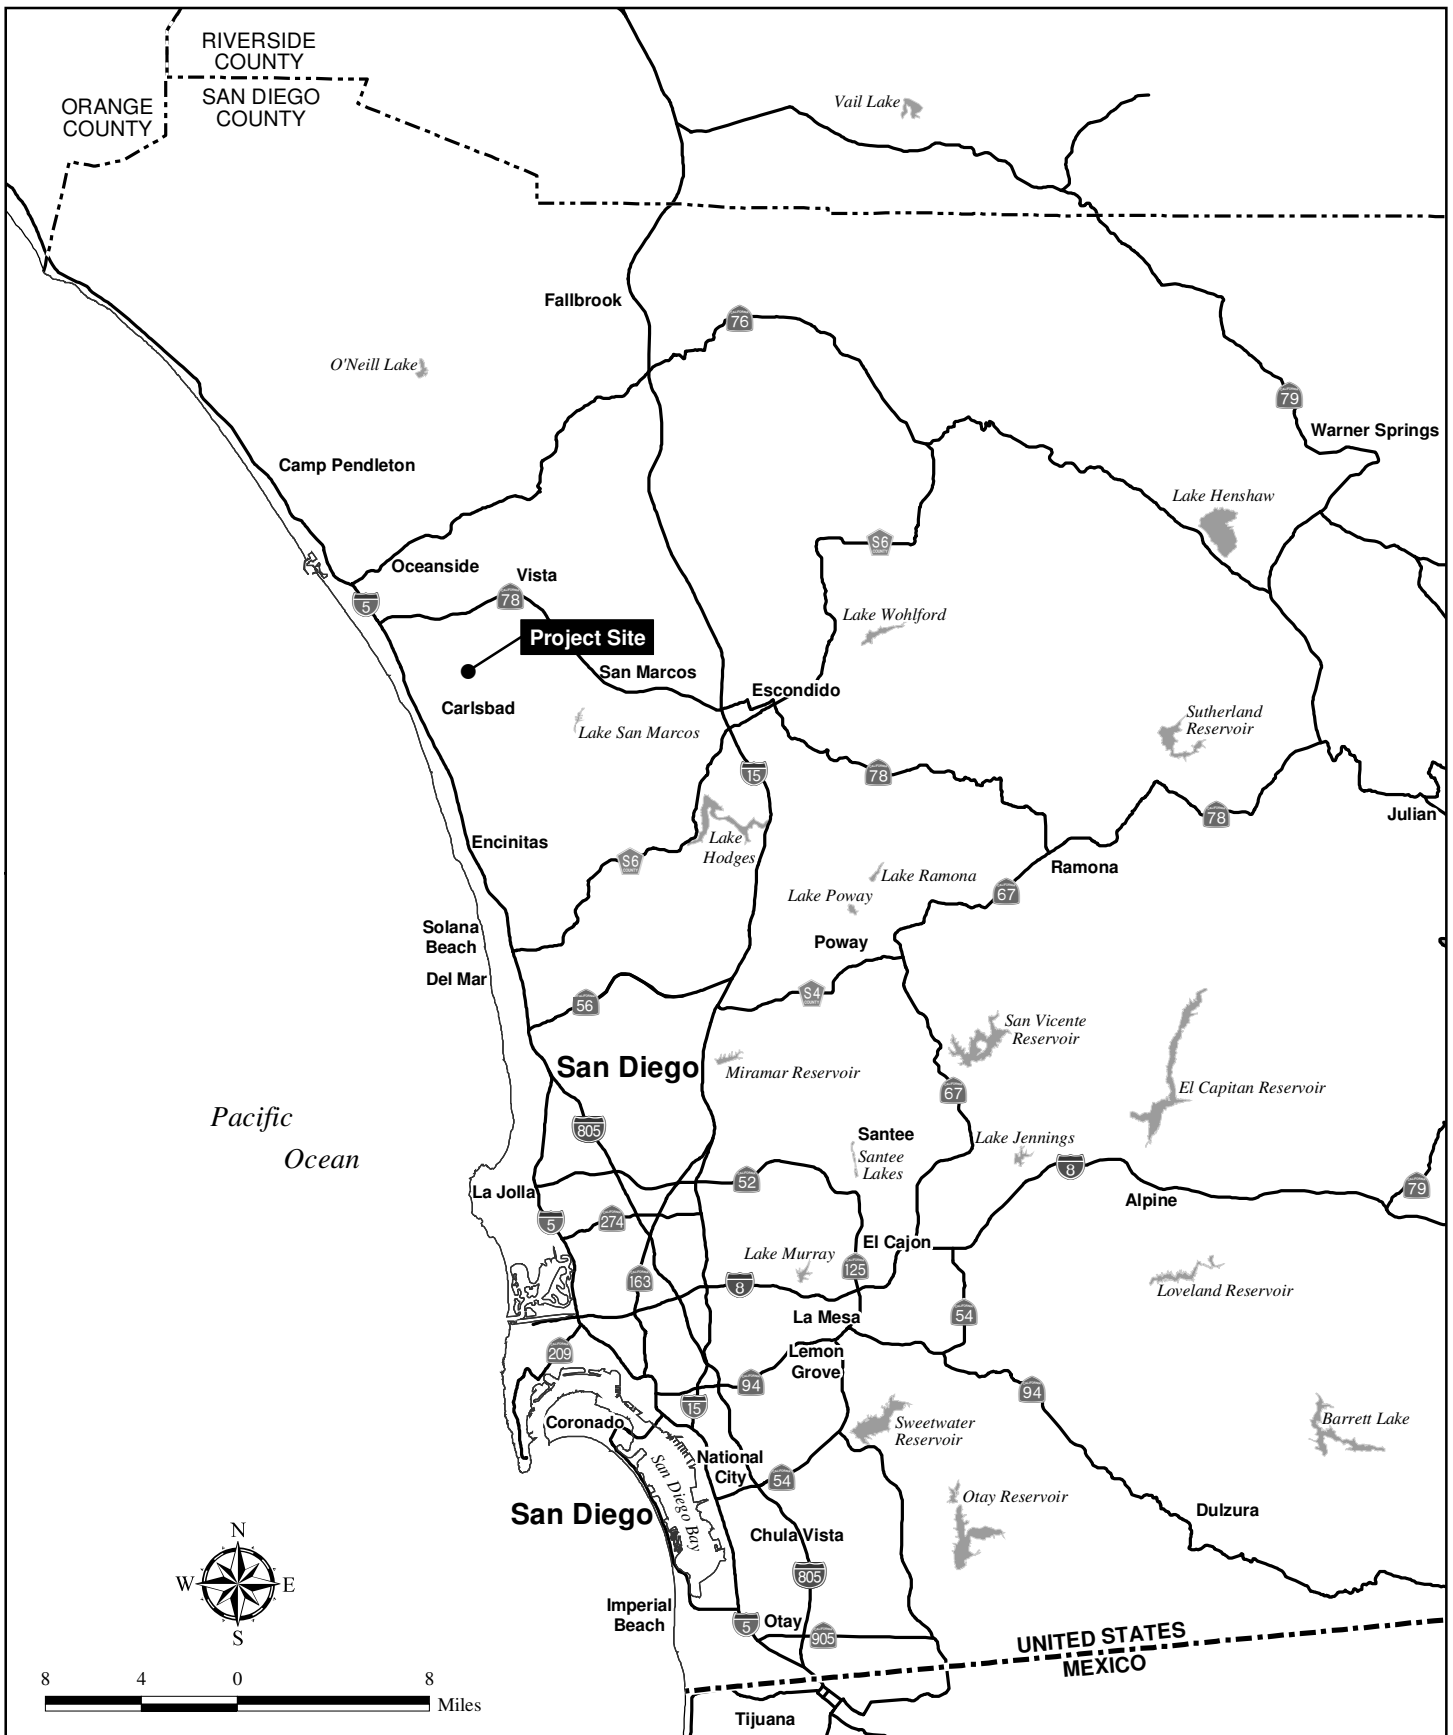 RIVERSIDE
COUNTY
ORANGE
COUNTY
SAN DIEGO
COUNTY
Vail Lake
Fallbrook
76
O'Neill Lake
79
Warner Springs
Camp Pendleton
Lake Henshaw
S6
COUNTY
Oceanside
Vista
5
78
Lake Wohlford
Project Site
San Marcos
Escondido
Carlsbad
Lake San Marcos
Sutherland
Reservoir
15
78
78
Julian
Encinitas
Lake
Hodges
S6
COUNTY
Ramona
Lake Ramona
67
Lake Poway
Solana
Beach
Poway
Del Mar
56
S4
COUNTY
San Vicente
Reservoir
San Diego
Miramar Reservoir
El Capitan Reservoir
67
Pacific
Ocean
805
Santee
Santee
Lakes
Lake Jennings
8
La Jolla
52
79
Alpine
5
274
El Cajon
Lake Murray
163
8
125
Loveland Reservoir
La Mesa
54
209
Lemon
Grove
94
94
15
Coronado
Sweetwater
Reservoir
Barrett Lake
National
City
54
San Diego Bay
Otay Reservoir
San Diego
Dulzura
Chula Vista
805
N
W
E
S
Imperial
Beach
5
Otay
905
UNITED STATES
MEXICO
8 4 0 8
Miles
Tijuana